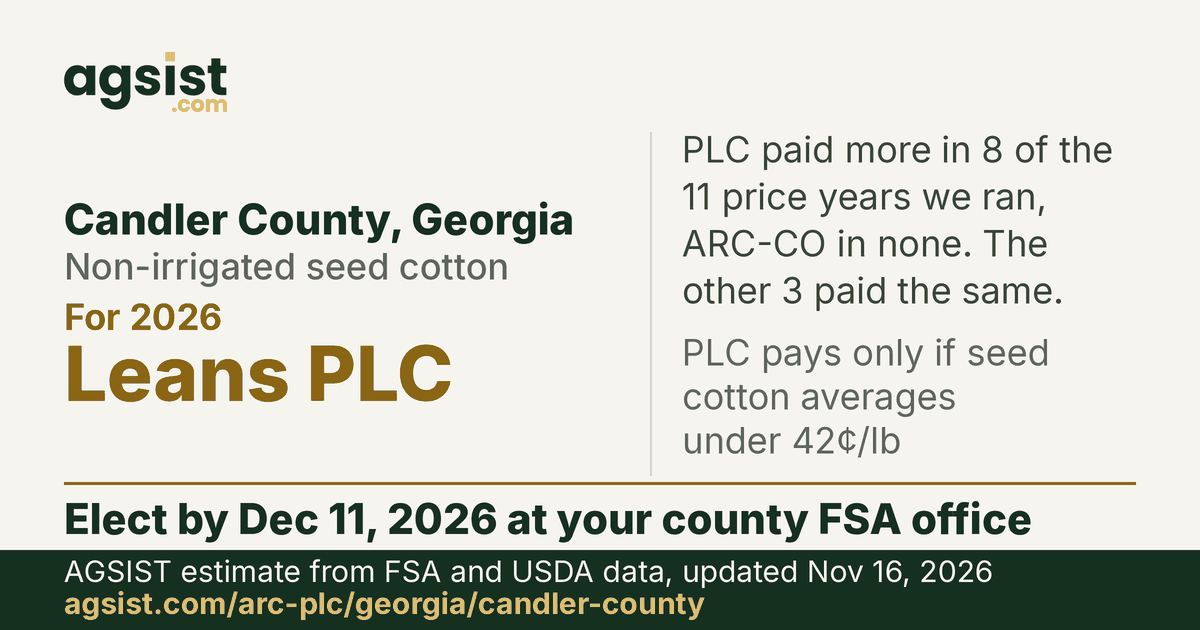 agsist
.com
Candler County, Georgia
Non-irrigated seed cotton
For 2026
Leans PLC
PLC paid more in 8 of the
11 price years we ran,
ARC-CO in none. The
other 3 paid the same.
PLC pays only if seed
cotton averages
under 42¢/lb
Elect by Dec 11, 2026 at your county FSA office
AGSIST estimate from FSA and USDA data, updated Nov 16, 2026
agsist.com/arc-plc/georgia/candler-county